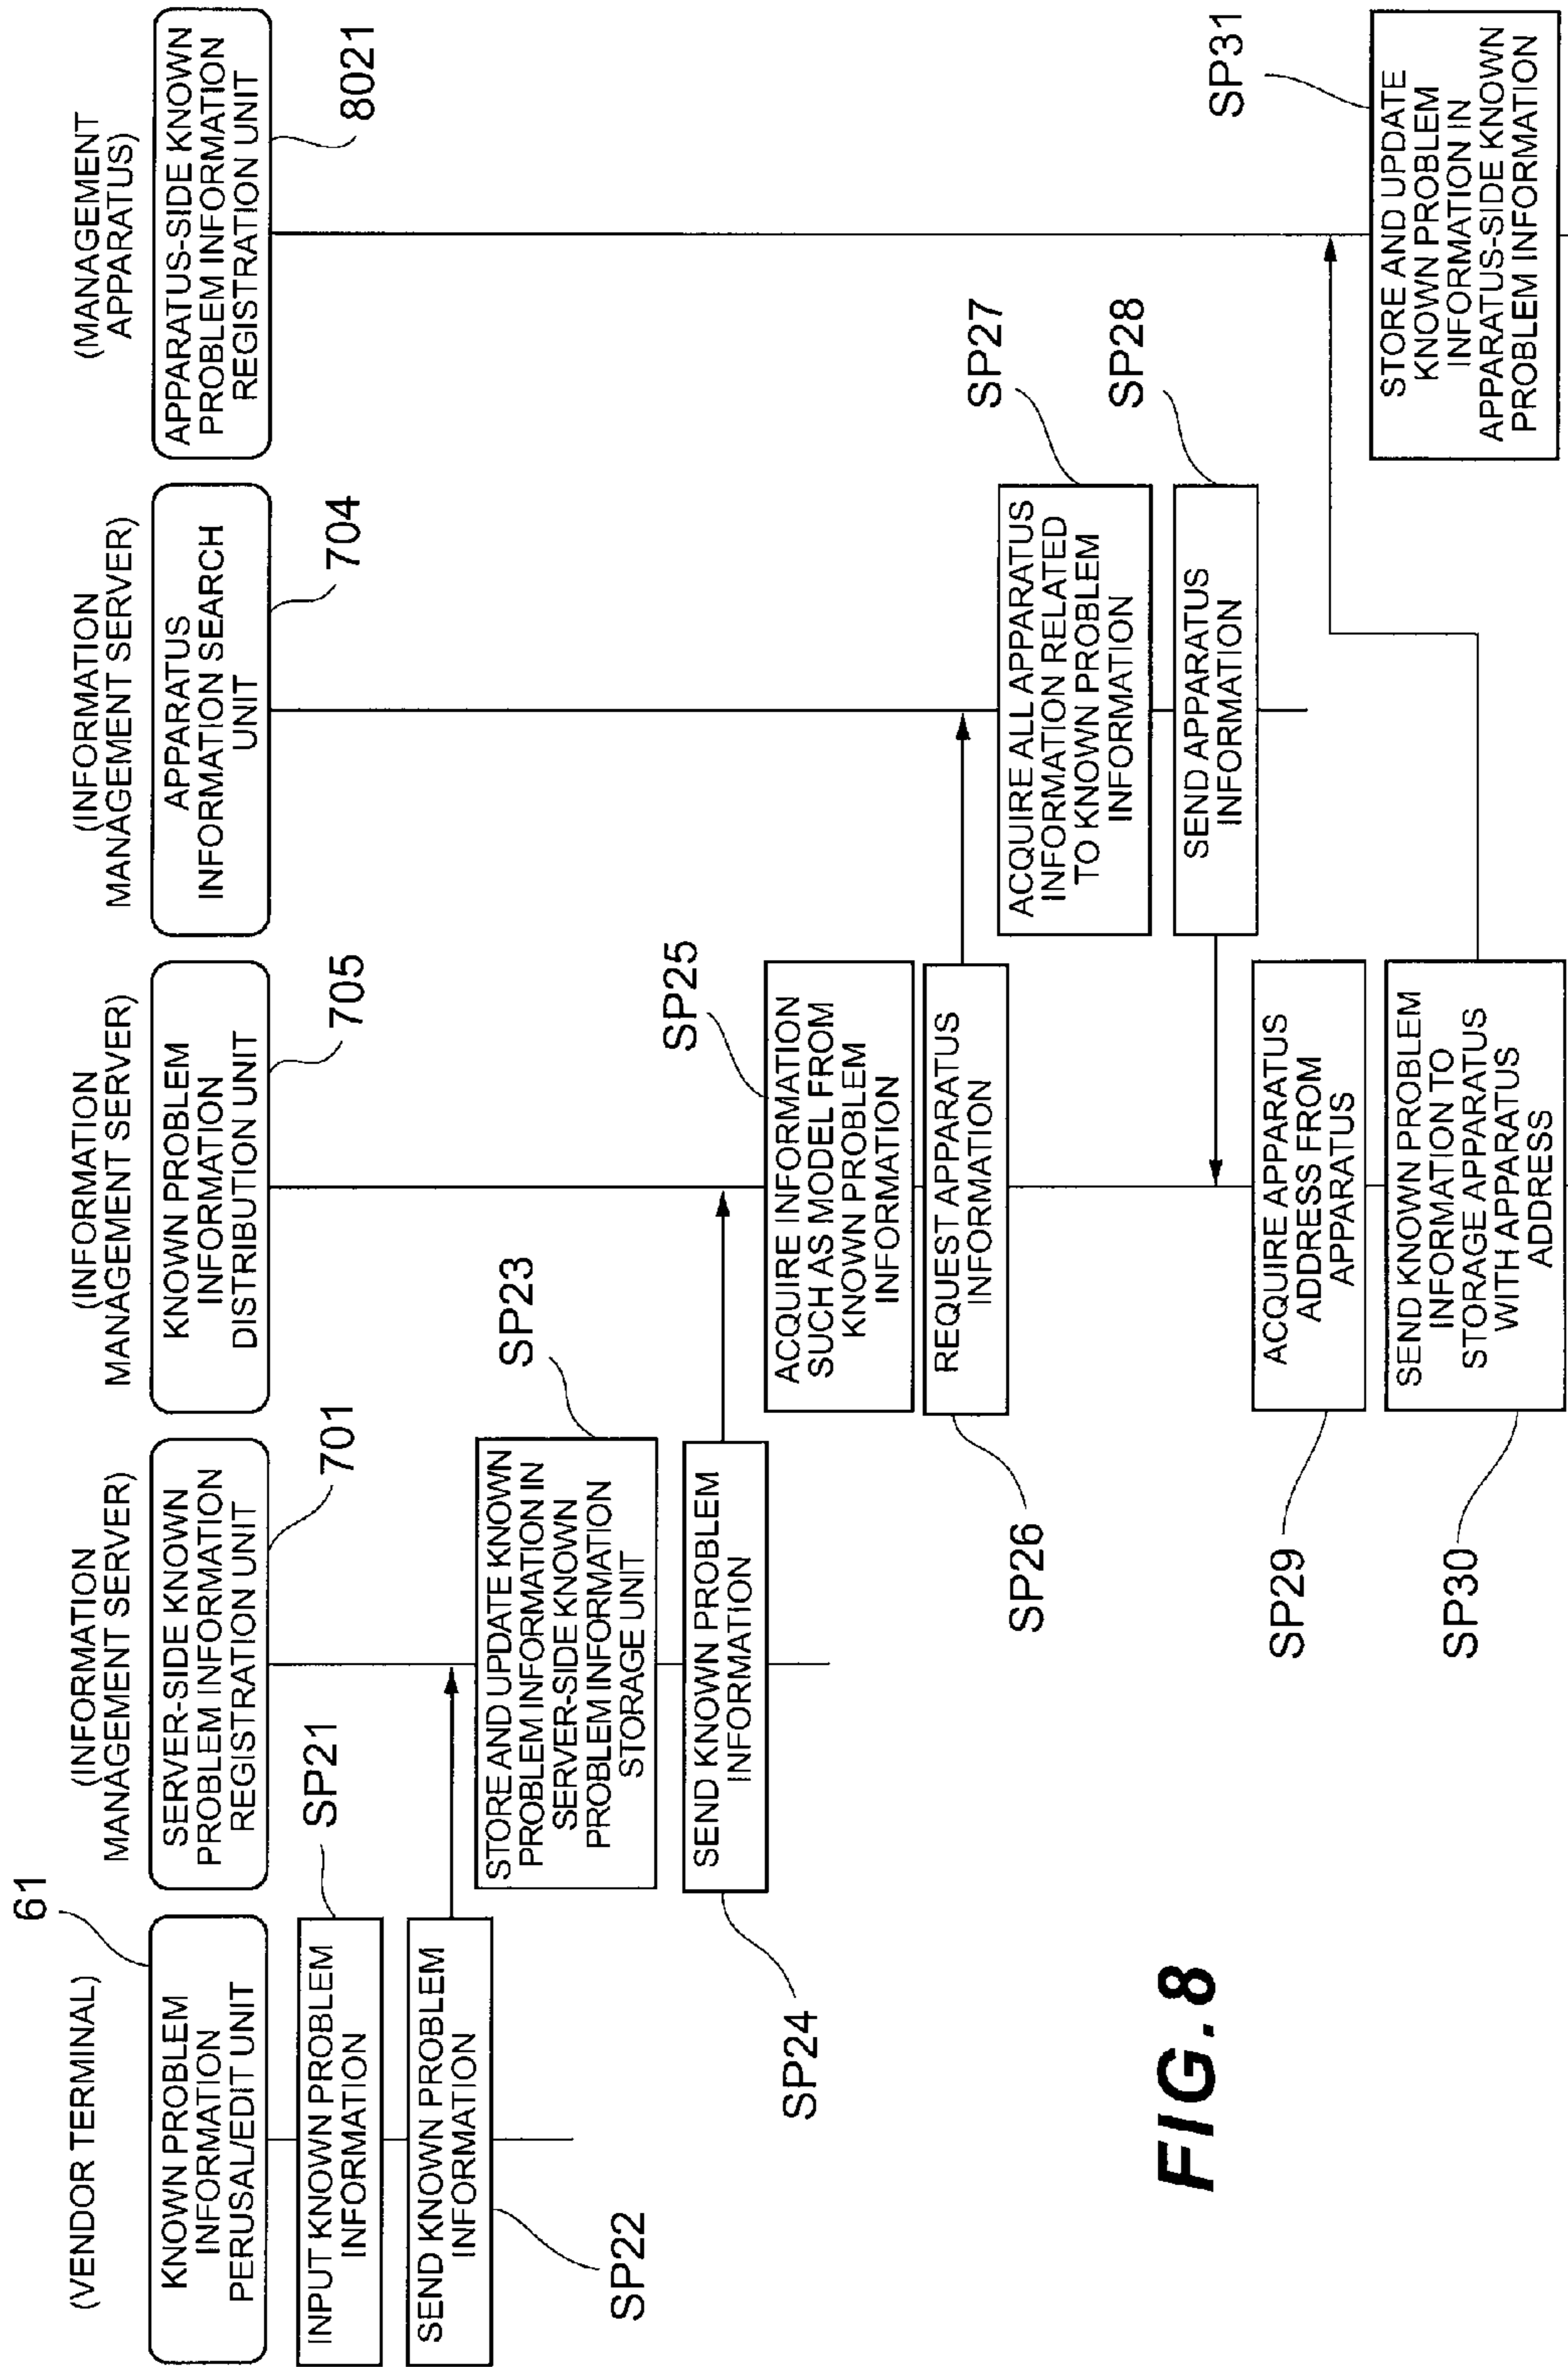 (VENDOR TERMINAL)
61
KNOWN PROBLEM
INFORMATION
PERUSAL/EDIT UNIT
(INFORMATION
MANAGEMENT SERVER)
SERVER-SIDE KNOWN
PROBLEM INFORMATION
REGISTRATION UNIT
701
(INFORMATION
MANAGEMENT SERVER)
KNOWN PROBLEM
INFORMATION
DISTRIBUTION UNIT
705
(INFORMATION
MANAGEMENT SERVER)
APPARATUS
INFORMATION SEARCH
UNIT
704
(MANAGEMENT
APPARATUS)
APPARATUS-SIDE KNOWN
PROBLEM INFORMATION
REGISTRATION UNIT
8021
INPUT KNOWN PROBLEM
INFORMATION
SP21
SEND KNOWN PROBLEM
INFORMATION
SP22
STORE AND UPDATE KNOWN
PROBLEM INFORMATION IN
SERVER-SIDE KNOWN
PROBLEM INFORMATION
STORAGE UNIT
SP23
SEND KNOWN PROBLEM
INFORMATION
SP24
ACQUIRE INFORMATION
SUCH AS MODEL FROM
KNOWN PROBLEM
INFORMATION
SP25
REQUEST APPARATUS
INFORMATION
SP26
ACQUIRE ALL APPARATUS
INFORMATION RELATED
TO KNOWN PROBLEM
INFORMATION
SP27
SEND APPARATUS
INFORMATION
SP28
ACQUIRE APPARATUS
ADDRESS FROM
APPARATUS
SP29
SEND KNOWN PROBLEM
INFORMATION TO
STORAGE APPARATUS
WITH APPARATUS
ADDRESS
SP30
STORE AND UPDATE
KNOWN PROBLEM
INFORMATION IN
APPARATUS-SIDE KNOWN
PROBLEM INFORMATION
SP31
FIG. 8